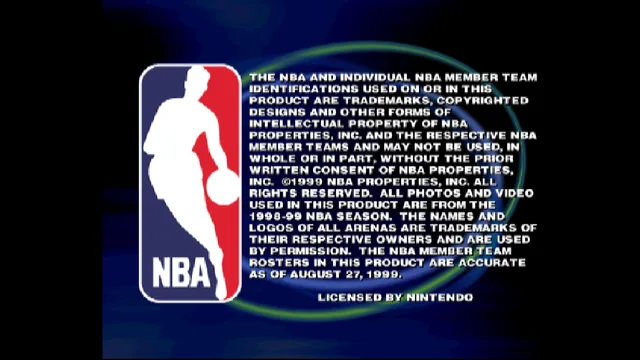 THE NBA AND INDIVIDUAL NBA MEMBER TEAM
IDENTIFICATIONS USED ON OR IN THIS
PRODUCT ARE TRADEMARKS, COPYRIGHTED
DESIGNS AND OTHER FORMS OF
INTELLECTUAL PROPERTY OF NBA
PROPERTIES, INC. AND THE RESPECTIVE NBA
MEMBER TEAMS AND MAY NOT BE USED, IN
WHOLE OR IN PART, WITHOUT THE PRIOR
WRITTEN CONSENT OF NBA PROPERTIES,
INC. ©1999 NBA PROPERTIES, INC. ALL
RIGHTS RESERVED. ALL PHOTOS AND VIDEO
USED IN THIS PRODUCT ARE FROM THE
1998-99 NBA SEASON. THE NAMES AND
LOGOS OF ALL ARENAS ARE TRADEMARKS OF
THEIR RESPECTIVE OWNERS AND ARE USED
BY PERMISSION. THE NBA MEMBER TEAM
ROSTERS IN THIS PRODUCT ARE ACCURATE
AS OF AUGUST 27, 1999.
NBA
LICENSED BY NINTENDO